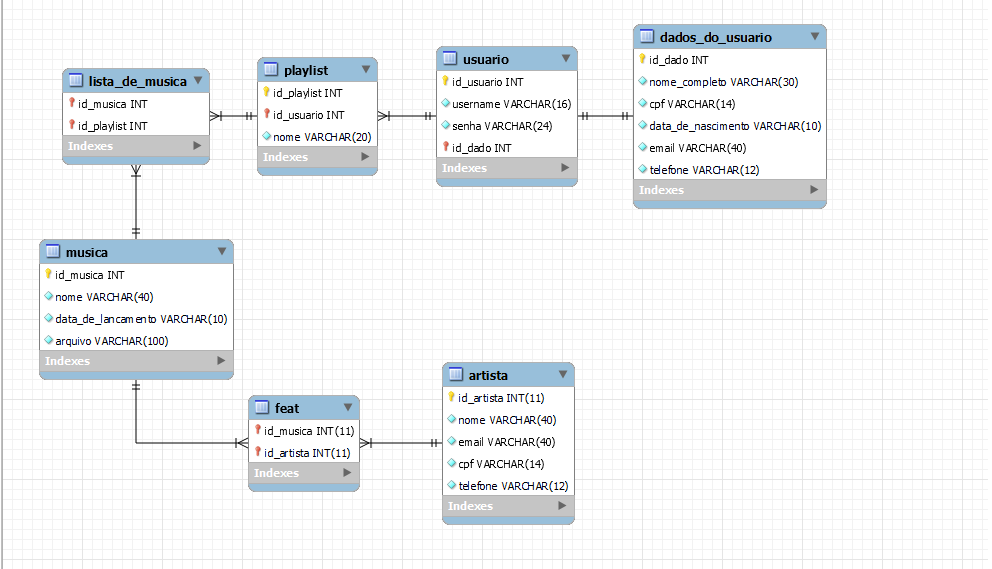 lista_de_musica
id_musica INT
id_playlist INT
Indexes
playlist
id_playlist INT
id_usuario INT
nome VARCHAR(20)
Indexes
usuario
id_usuario INT
username VARCHAR(16)
senha VARCHAR(24)
id_dado INT
Indexes
dados_do_usuario
id_dado INT
nome_completo VARCHAR(30)
cpf VARCHAR(14)
data_de_nascimento VARCHAR(10)
email VARCHAR(40)
telefone VARCHAR(12)
Indexes
musica
id_musica INT
nome VARCHAR(40)
data_de_lancamento VARCHAR(10)
arquivo VARCHAR(100)
Indexes
feat
id_musica INT(11)
id_artista INT(11)
Indexes
artista
id_artista INT(11)
nome VARCHAR(40)
email VARCHAR(40)
cpf VARCHAR(14)
telefone VARCHAR(12)
Indexes